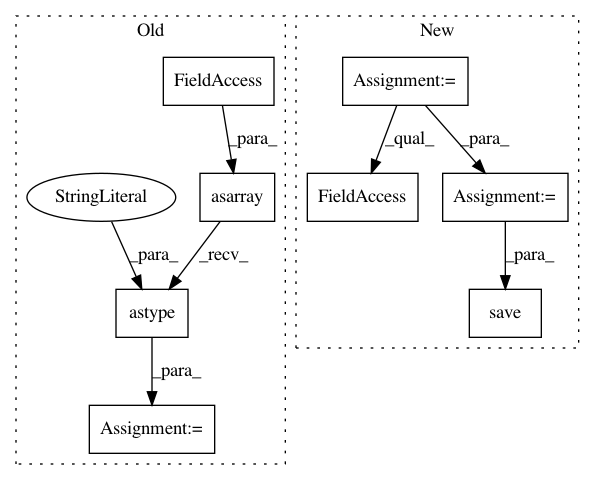 Old
New
FieldAccess
Assignment:=
_para_
_qual_
_para_
StringLiteral
asarray
FieldAccess
Assignment:=
_para_
_recv_
_para_
astype
save
_para_
Assignment:=